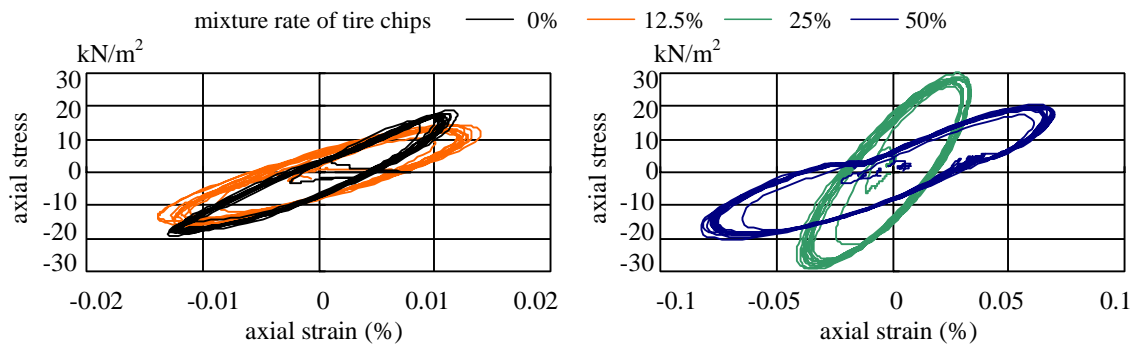 mixture rate of tire chips 0% 12.5% 25% 50%
kN/m²
30
20
10
0
-10
-20
-30
axial stress
-0.02 -0.01 0 0.01 0.02
axial strain (%)
kN/m²
30
20
10
0
-10
-20
-30
axial stress
-0.1 -0.05 0 0.05 0.1
axial strain (%)